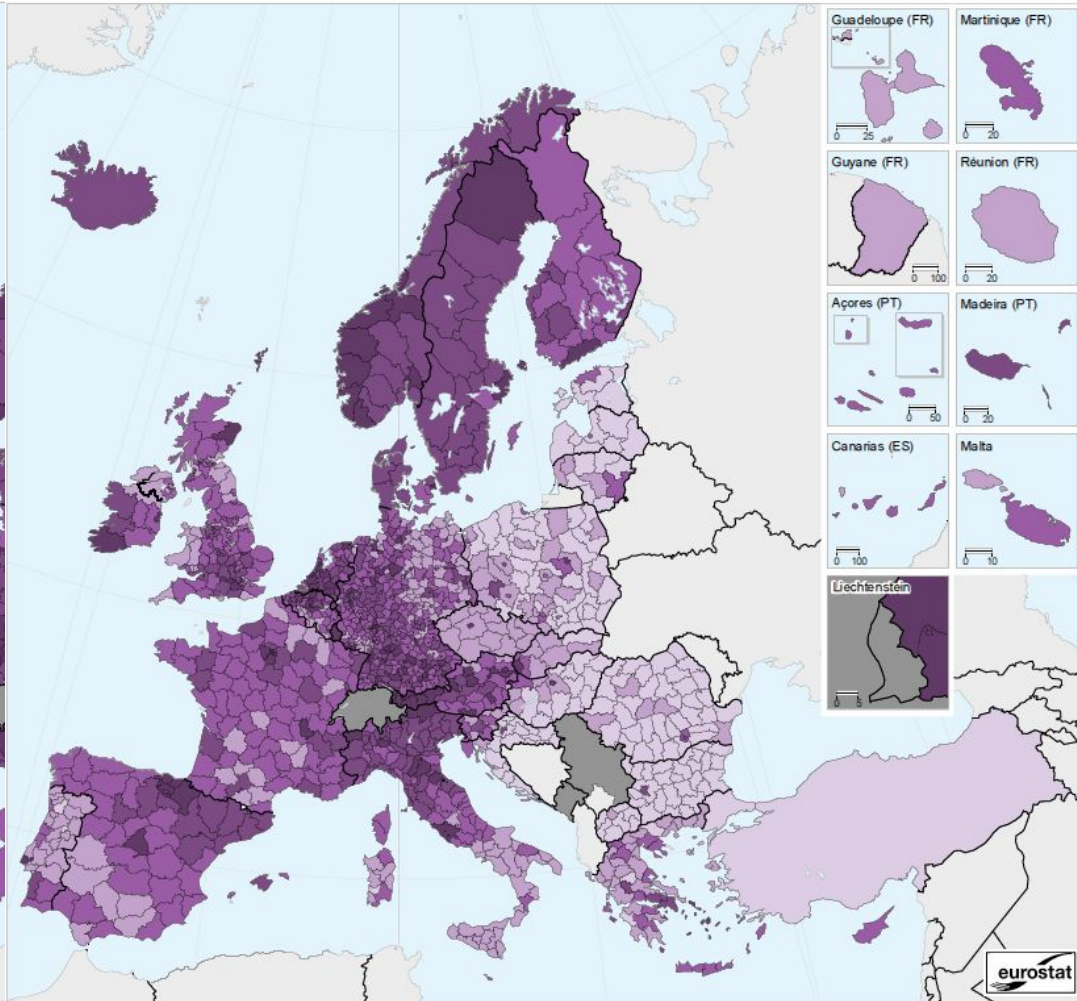 Guadeloupe (FR)
0 25
Martinique (FR)
0 20
Guyane (FR)
0 100
Réunion (FR)
0 20
Açores (PT)
0 50
Madeira (PT)
0 20
Canarias (ES)
0 100
Malta
0 10
Liechtenstein
0 5
eurostat